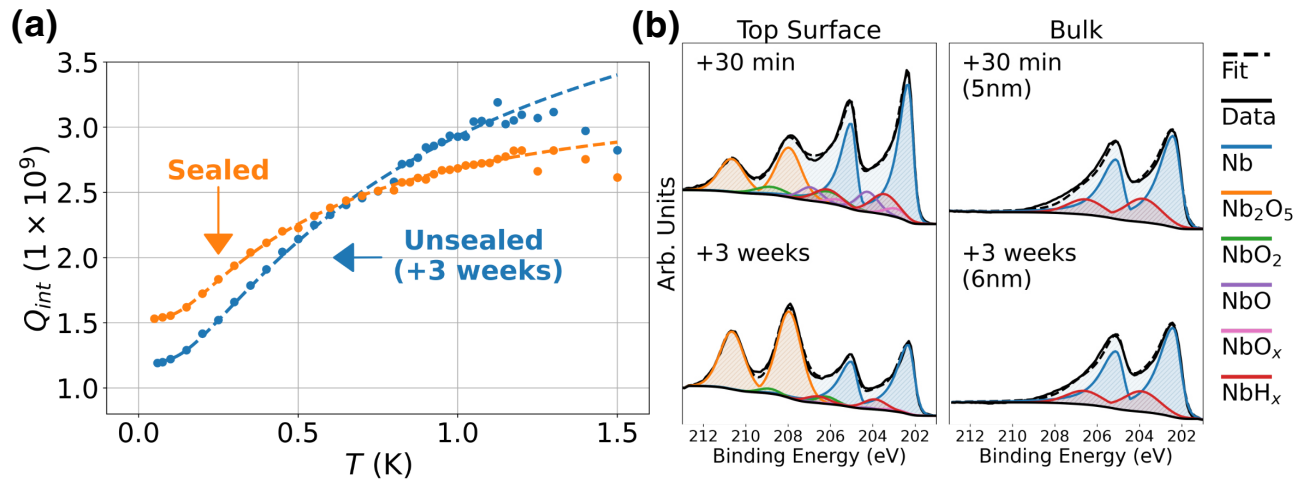 (a)
3.5
3.0
2.5
2.0
1.5
1.0
Q_int (1 × 10⁹)
Sealed
Unsealed
(+3 weeks)
0.0 0.5 1.0 1.5
T (K)
(b)
Top Surface
Bulk
+30 min
+30 min
(5nm)
+3 weeks
+3 weeks
(6nm)
Arb. Units
212 210 208 206 204 202
Binding Energy (eV)
212 210 208 206 204 202
Binding Energy (eV)
Fit
Data
Nb
Nb₂O₅
NbO₂
NbO
NbOₓ
NbHₓ